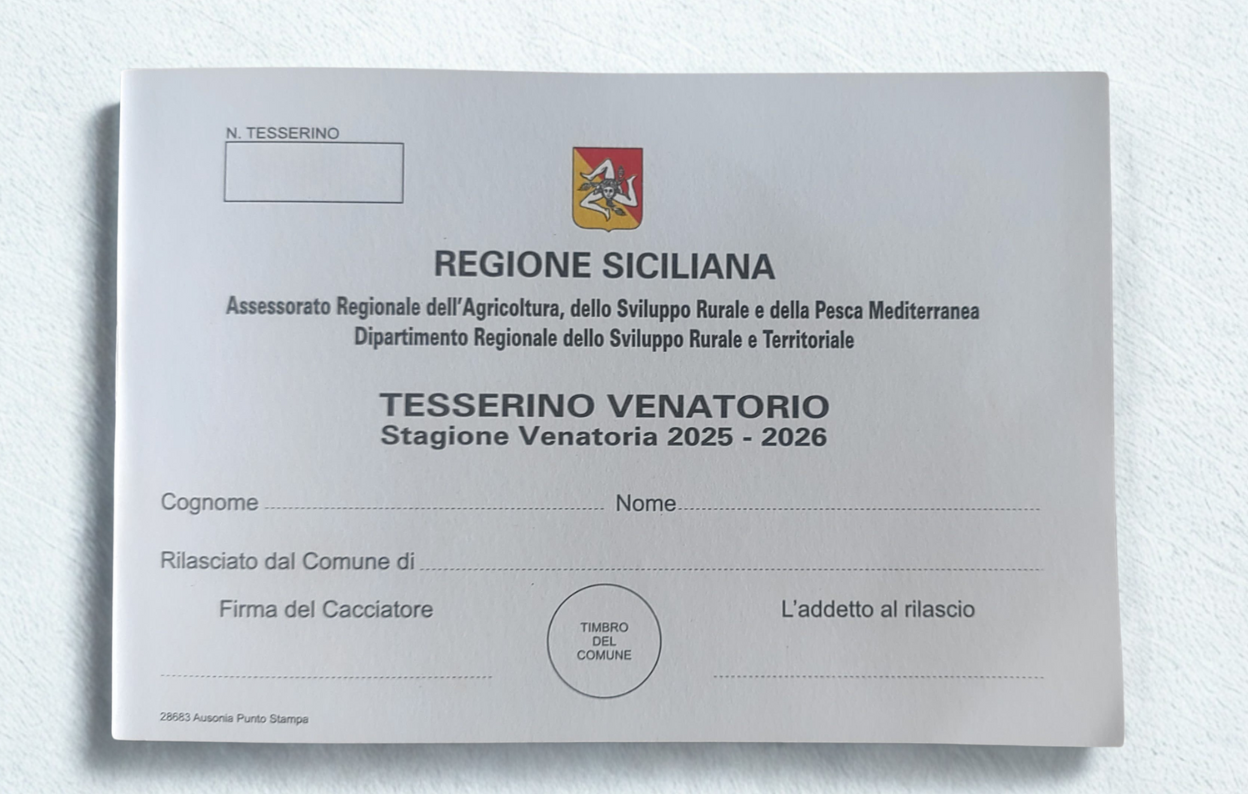 N. TESSERINO
REGIONE SICILIANA
Assessorato Regionale dell'Agricoltura, dello Sviluppo Rurale e della Pesca Mediterranea
Dipartimento Regionale dello Sviluppo Rurale e Territoriale
TESSERINO VENATORIO
Stagione Venatoria 2025 - 2026
Cognome Nome
Rilasciato dal Comune di
Firma del Cacciatore L'addetto al rilascio
TIMBRO
DEL
COMUNE
28683 Ausonia Punto Stampa